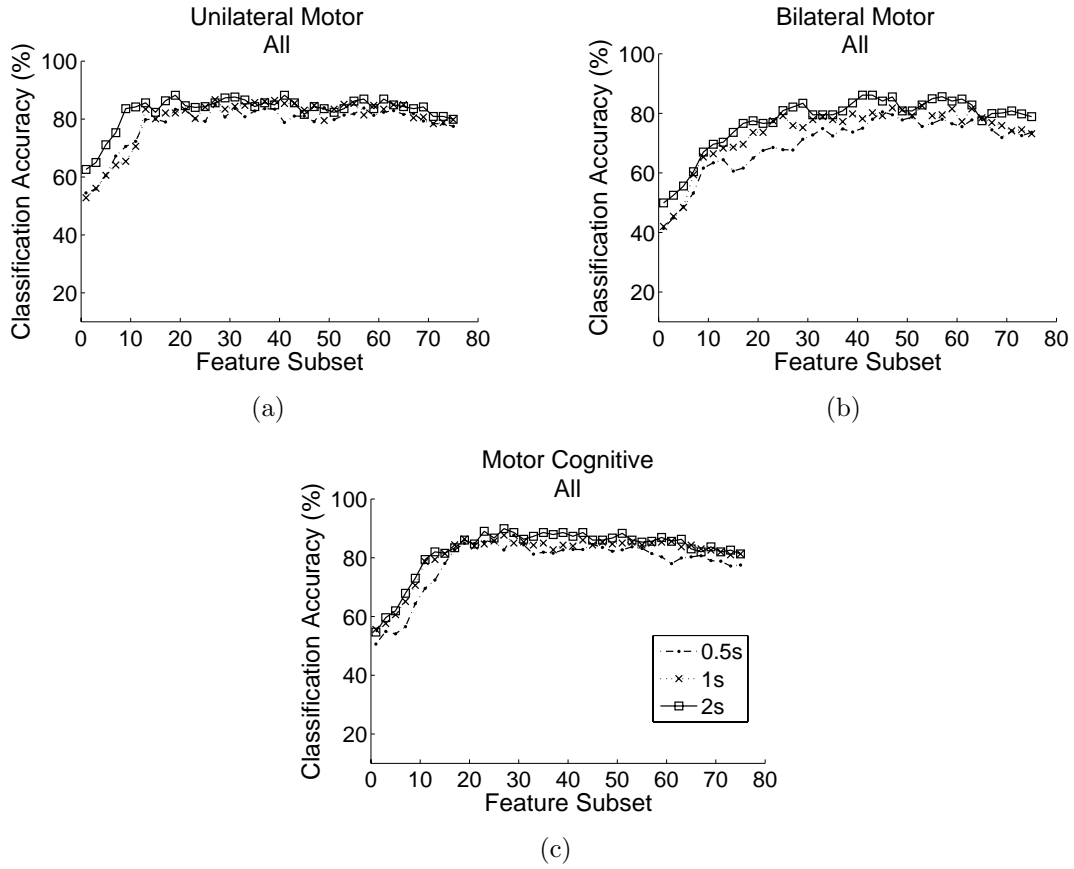 Unilateral Motor
All
Classification Accuracy (%)
100
80
60
40
20
0 10 20 30 40 50 60 70 80
Feature Subset
(a)
Bilateral Motor
All
Classification Accuracy (%)
100
80
60
40
20
0 10 20 30 40 50 60 70 80
Feature Subset
(b)
Motor Cognitive
All
Classification Accuracy (%)
100
80
60
40
20
0 10 20 30 40 50 60 70 80
Feature Subset
0.5s
1s
2s
(c)